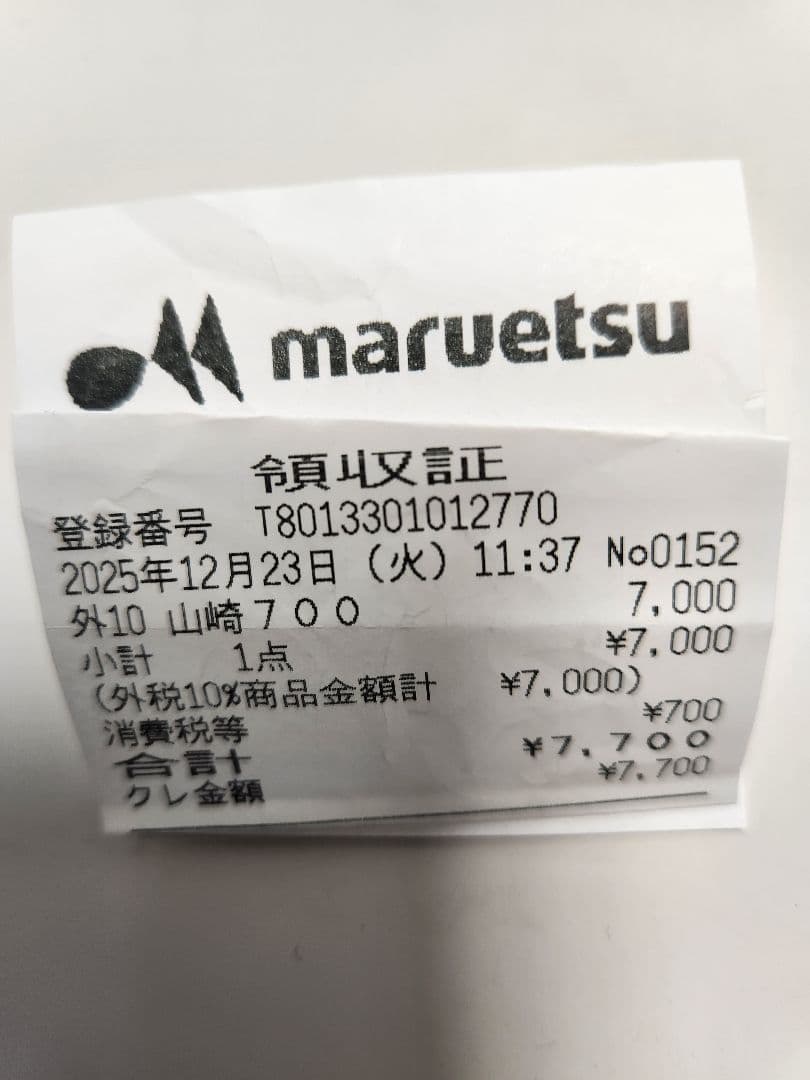 maruetsu
領収証
登録番号 T8013301012770
2025年12月23日（火）11:37 No0152
外10 山崎７００ 7,000
小計 1点 ¥7,000
（外税10%商品金額計 ¥7,000）
消費税等 ¥700
合計 ¥７，７００
クレ金額 ¥7,700